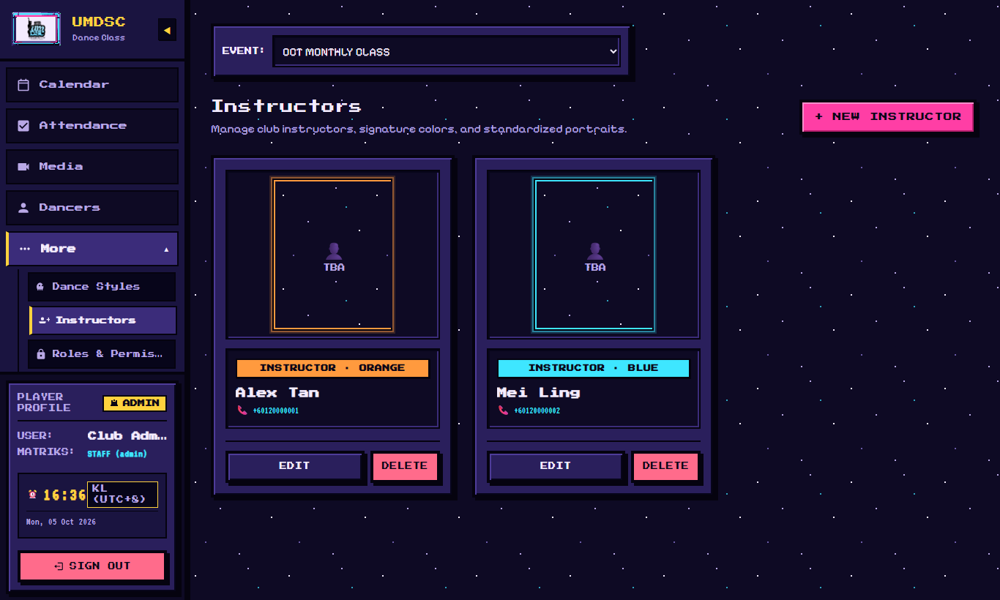 UMDSC
Dance Class
Calendar
Attendance
Media
Dancers
More
Dance Styles
Instructors
Roles & Permis…
PLAYER PROFILE
ADMIN
USER: Club Adm…
MATRIKS: STAFF (admin)
16:36 KL (UTC+8)
Mon, 05 Oct 2026
SIGN OUT
EVENT: OCT MONTHLY CLASS
Instructors
Manage club instructors, signature colors, and standardized portraits.
+ NEW INSTRUCTOR
TBA
INSTRUCTOR · ORANGE
Alex Tan
+60120000001
EDIT DELETE
TBA
INSTRUCTOR · BLUE
Mei Ling
+60120000002
EDIT DELETE